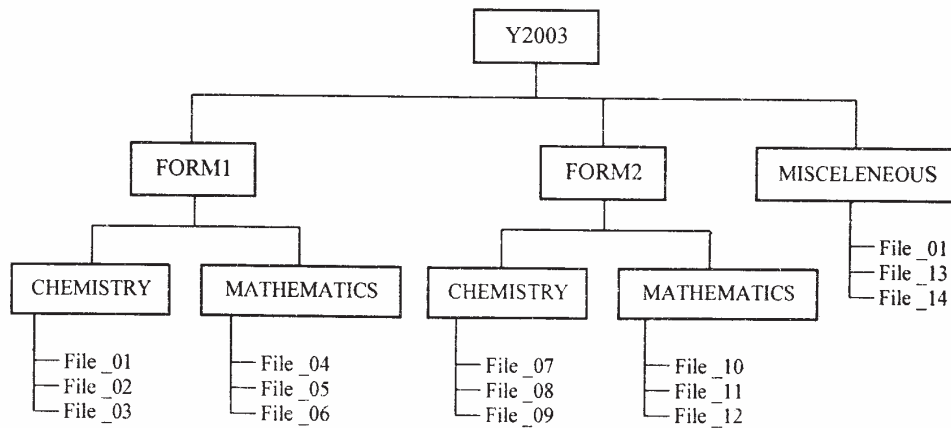 Y2003
FORM1
FORM2
MISCELENEOUS
CHEMISTRY
MATHEMATICS
CHEMISTRY
MATHEMATICS
File _01
File _13
File _14
File _01
File _02
File _03
File _04
File _05
File _06
File _07
File _08
File _09
File _10
File _11
File _12